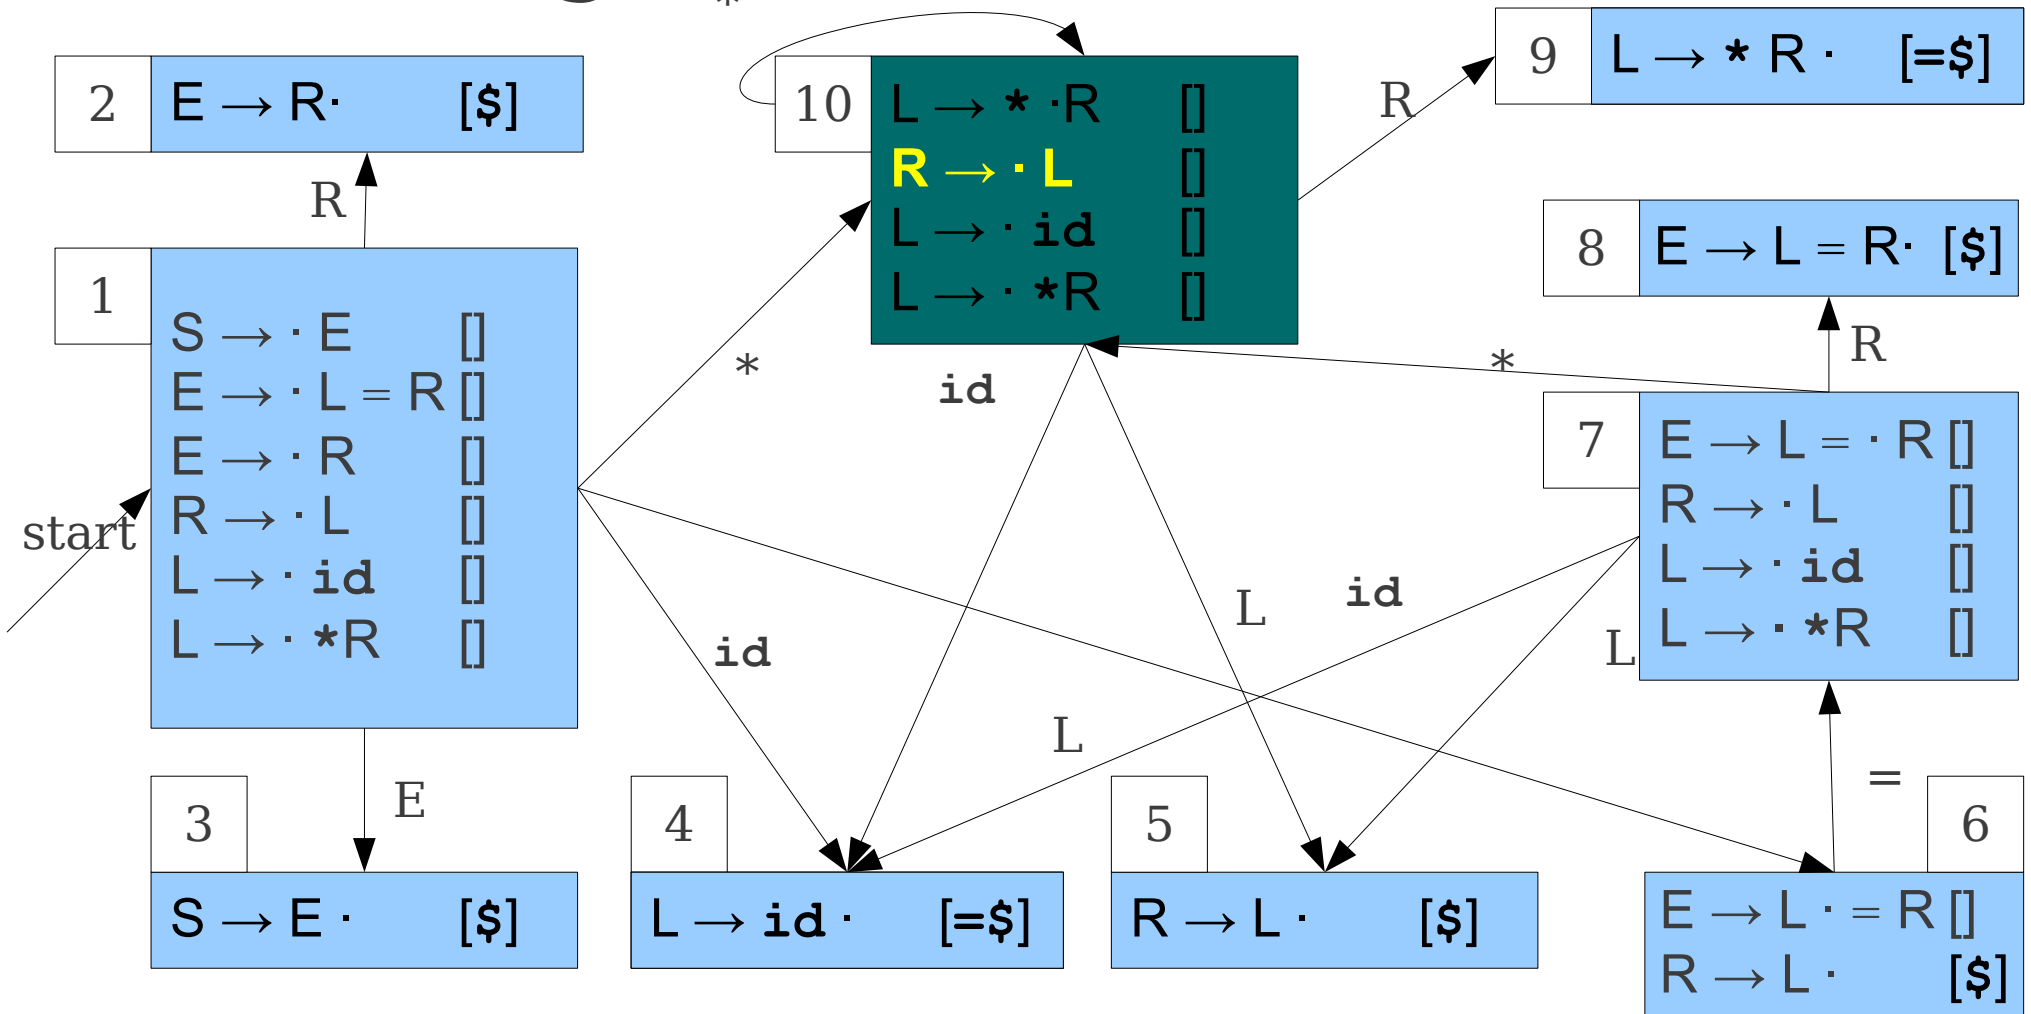 *
2
E → R· [$]
R
1
S → · E []
E → · L = R []
E → · R []
R → · L []
L → · id []
L → · *R []
start
E
3
S → E · [$]
10
L → * ·R []
R → · L []
L → · id []
L → · *R []
*
id
id
L
R
9
L → * R · [=$]
8
E → L = R· [$]
R
*
7
E → L = · R []
R → · L []
L → · id []
L → · *R []
id
L
L
=
4
L → id · [=$]
5
R → L · [$]
6
E → L · = R []
R → L · [$]